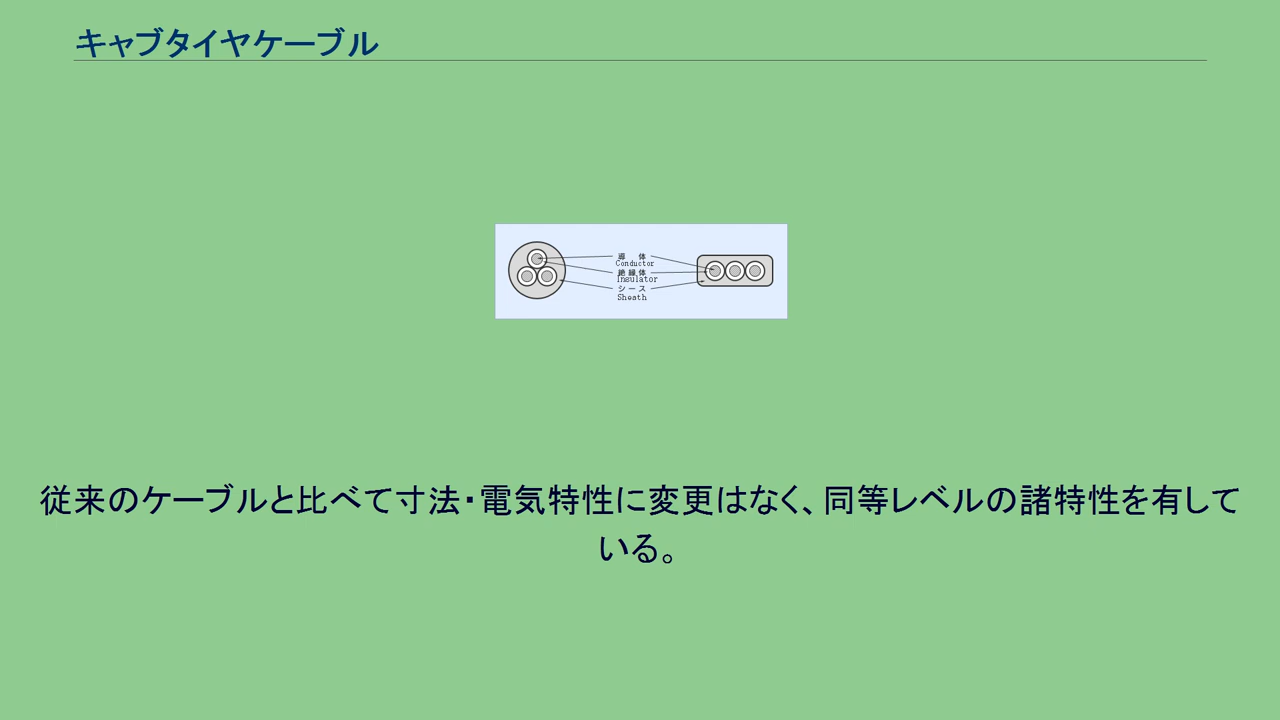 キャブタイヤケーブル
導　体
Conductor
絶縁体
Insulator
シース
Sheath
従来のケーブルと比べて寸法・電気特性に変更はなく、同等レベルの諸特性を有して
いる。